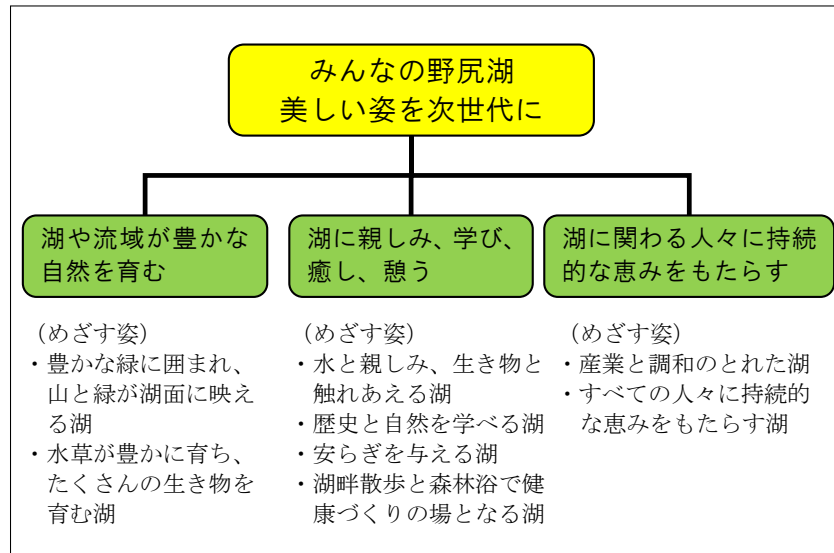 みんなの野尻湖
美しい姿を次世代に
湖や流域が豊かな
自然を育む
(めざす姿)
・豊かな緑に囲まれ、
山と緑が湖面に映え
る湖
・水草が豊かに育ち、
たくさんの生き物を
育む湖
湖に親しみ、学び、
癒し、憩う
(めざす姿)
・水と親しみ、生き物と
触れあえる湖
・歴史と自然を学べる湖
・安らぎを与える湖
・湖畔散歩と森林浴で健
康づくりの場となる湖
湖に関わる人々に持続
的な恵みをもたらす
(めざす姿)
・産業と調和のとれた湖
・すべての人々に持続的
な恵みをもたらす湖